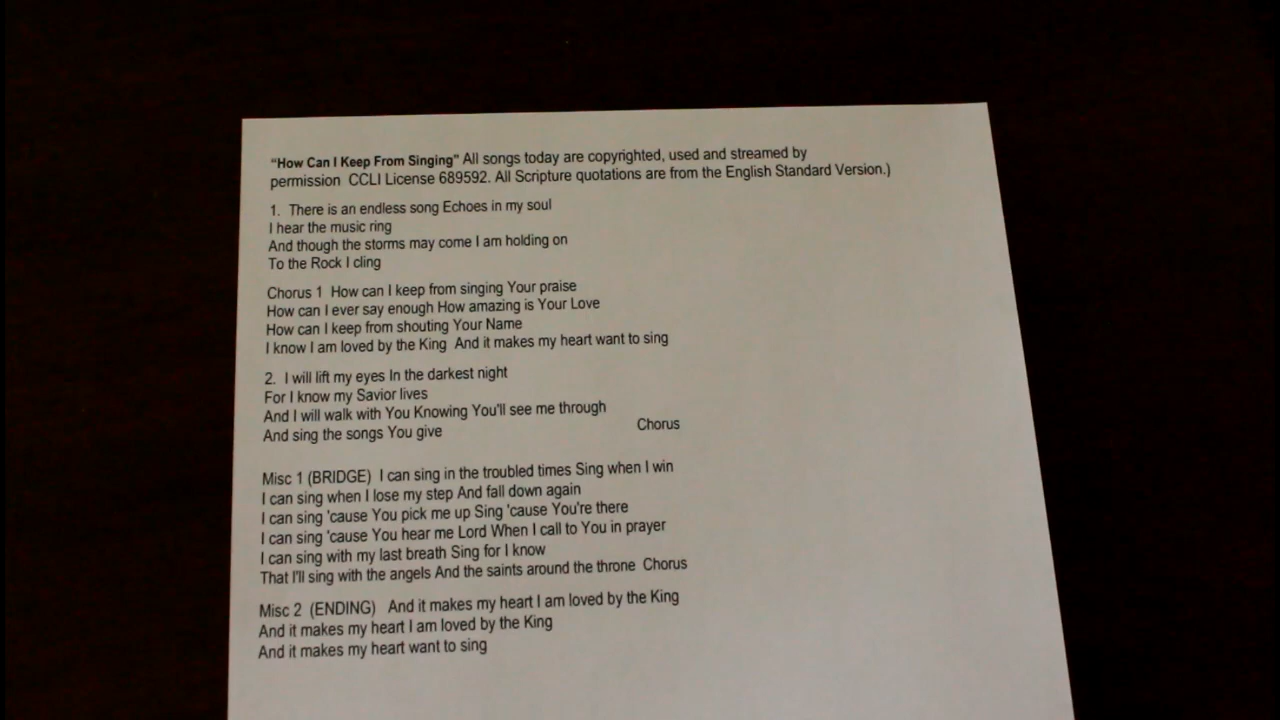 “How Can I Keep From Singing” All songs today are copyrighted, used and streamed by
permission CCLI License 689592. All Scripture quotations are from the English Standard Version.)
1. There is an endless song Echoes in my soul
I hear the music ring
And though the storms may come I am holding on
To the Rock I cling
Chorus 1 How can I keep from singing Your praise
How can I ever say enough How amazing is Your Love
How can I keep from shouting Your Name
I know I am loved by the King And it makes my heart want to sing
2. I will lift my eyes In the darkest night
For I know my Savior lives
And I will walk with You Knowing You'll see me through
And sing the songs You give Chorus
Misc 1 (BRIDGE) I can sing in the troubled times Sing when I win
I can sing when I lose my step And fall down again
I can sing 'cause You pick me up Sing 'cause You're there
I can sing 'cause You hear me Lord When I call to You in prayer
I can sing with my last breath Sing for I know
That I'll sing with the angels And the saints around the throne Chorus
Misc 2 (ENDING) And it makes my heart I am loved by the King
And it makes my heart I am loved by the King
And it makes my heart want to sing